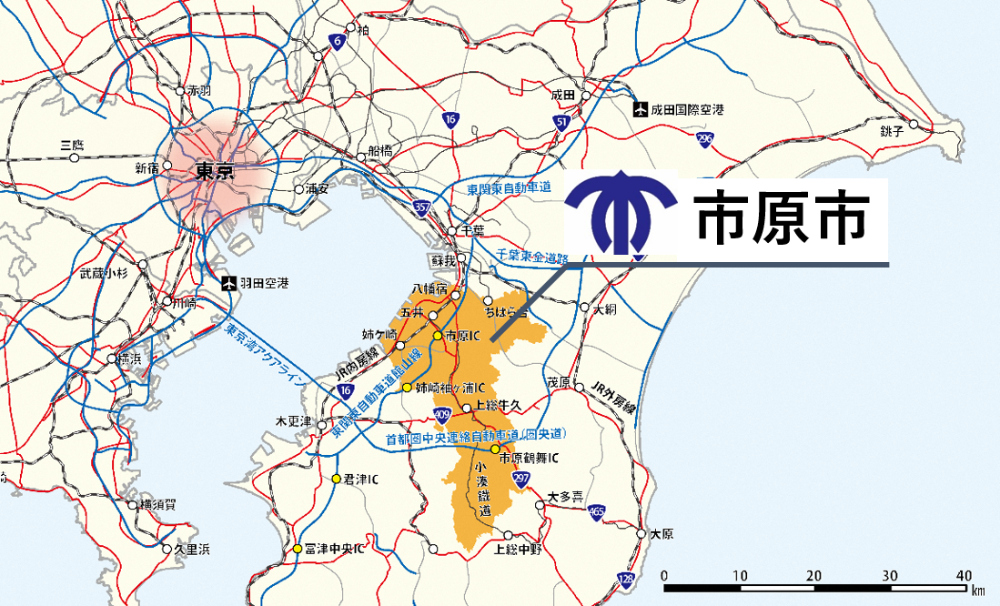 柏
6
赤羽
成田
成田国際空港
16
51
296
銚子
三鷹
新宿
東京
船橋
浦安
東関東自動車道
357
市原市
千葉
千葉東金道路
蘇我
武蔵小杉
羽田空港
川崎
八幡宿
五井
ちはら台
大網
姉ケ崎
市原IC
東京湾アクアライン
横浜
JR内房線
東関東自動車道館山線
16
姉崎袖ヶ浦IC
茂原
JR外房線
上総牛久
409
木更津
首都圏中央連絡自動車道(圏央道)
市原鶴舞IC
小湊鐡道
297
君津IC
大多喜
465
横須賀
大原
久里浜
富津中央IC
上総中野
128
0 10 20 30 40
km